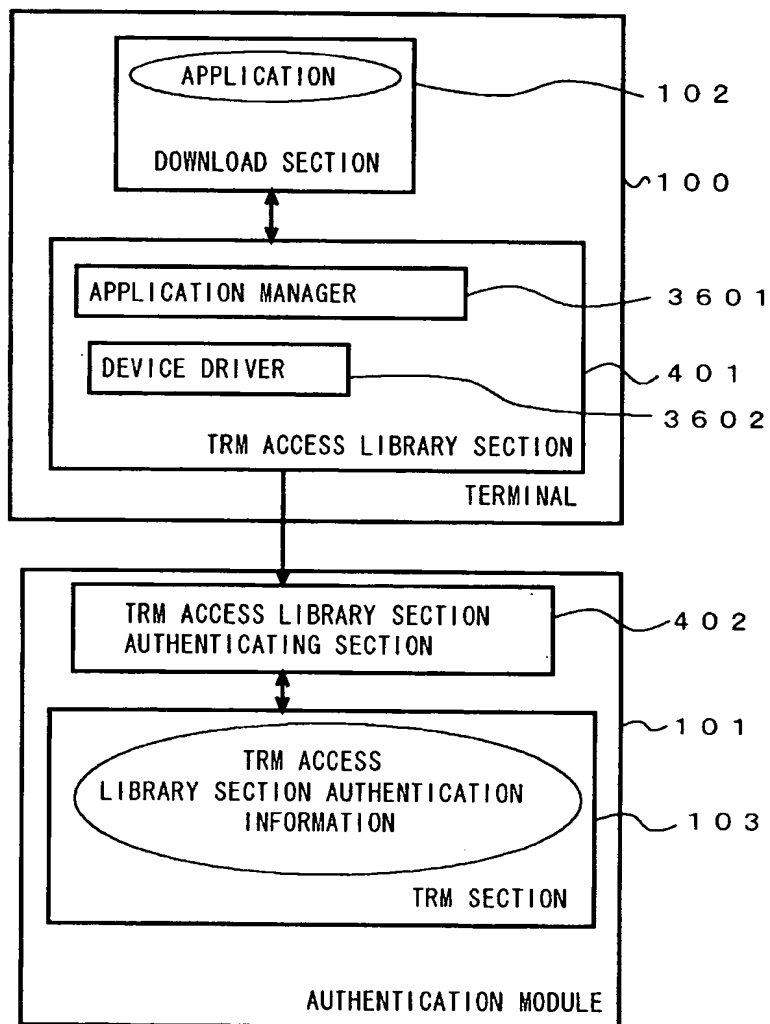 APPLICATION
102
DOWNLOAD SECTION
100
APPLICATION MANAGER
3601
DEVICE DRIVER
401
3602
TRM ACCESS LIBRARY SECTION
TERMINAL
TRM ACCESS LIBRARY SECTION
AUTHENTICATING SECTION
402
101
TRM ACCESS
LIBRARY SECTION AUTHENTICATION
INFORMATION
103
TRM SECTION
AUTHENTICATION MODULE